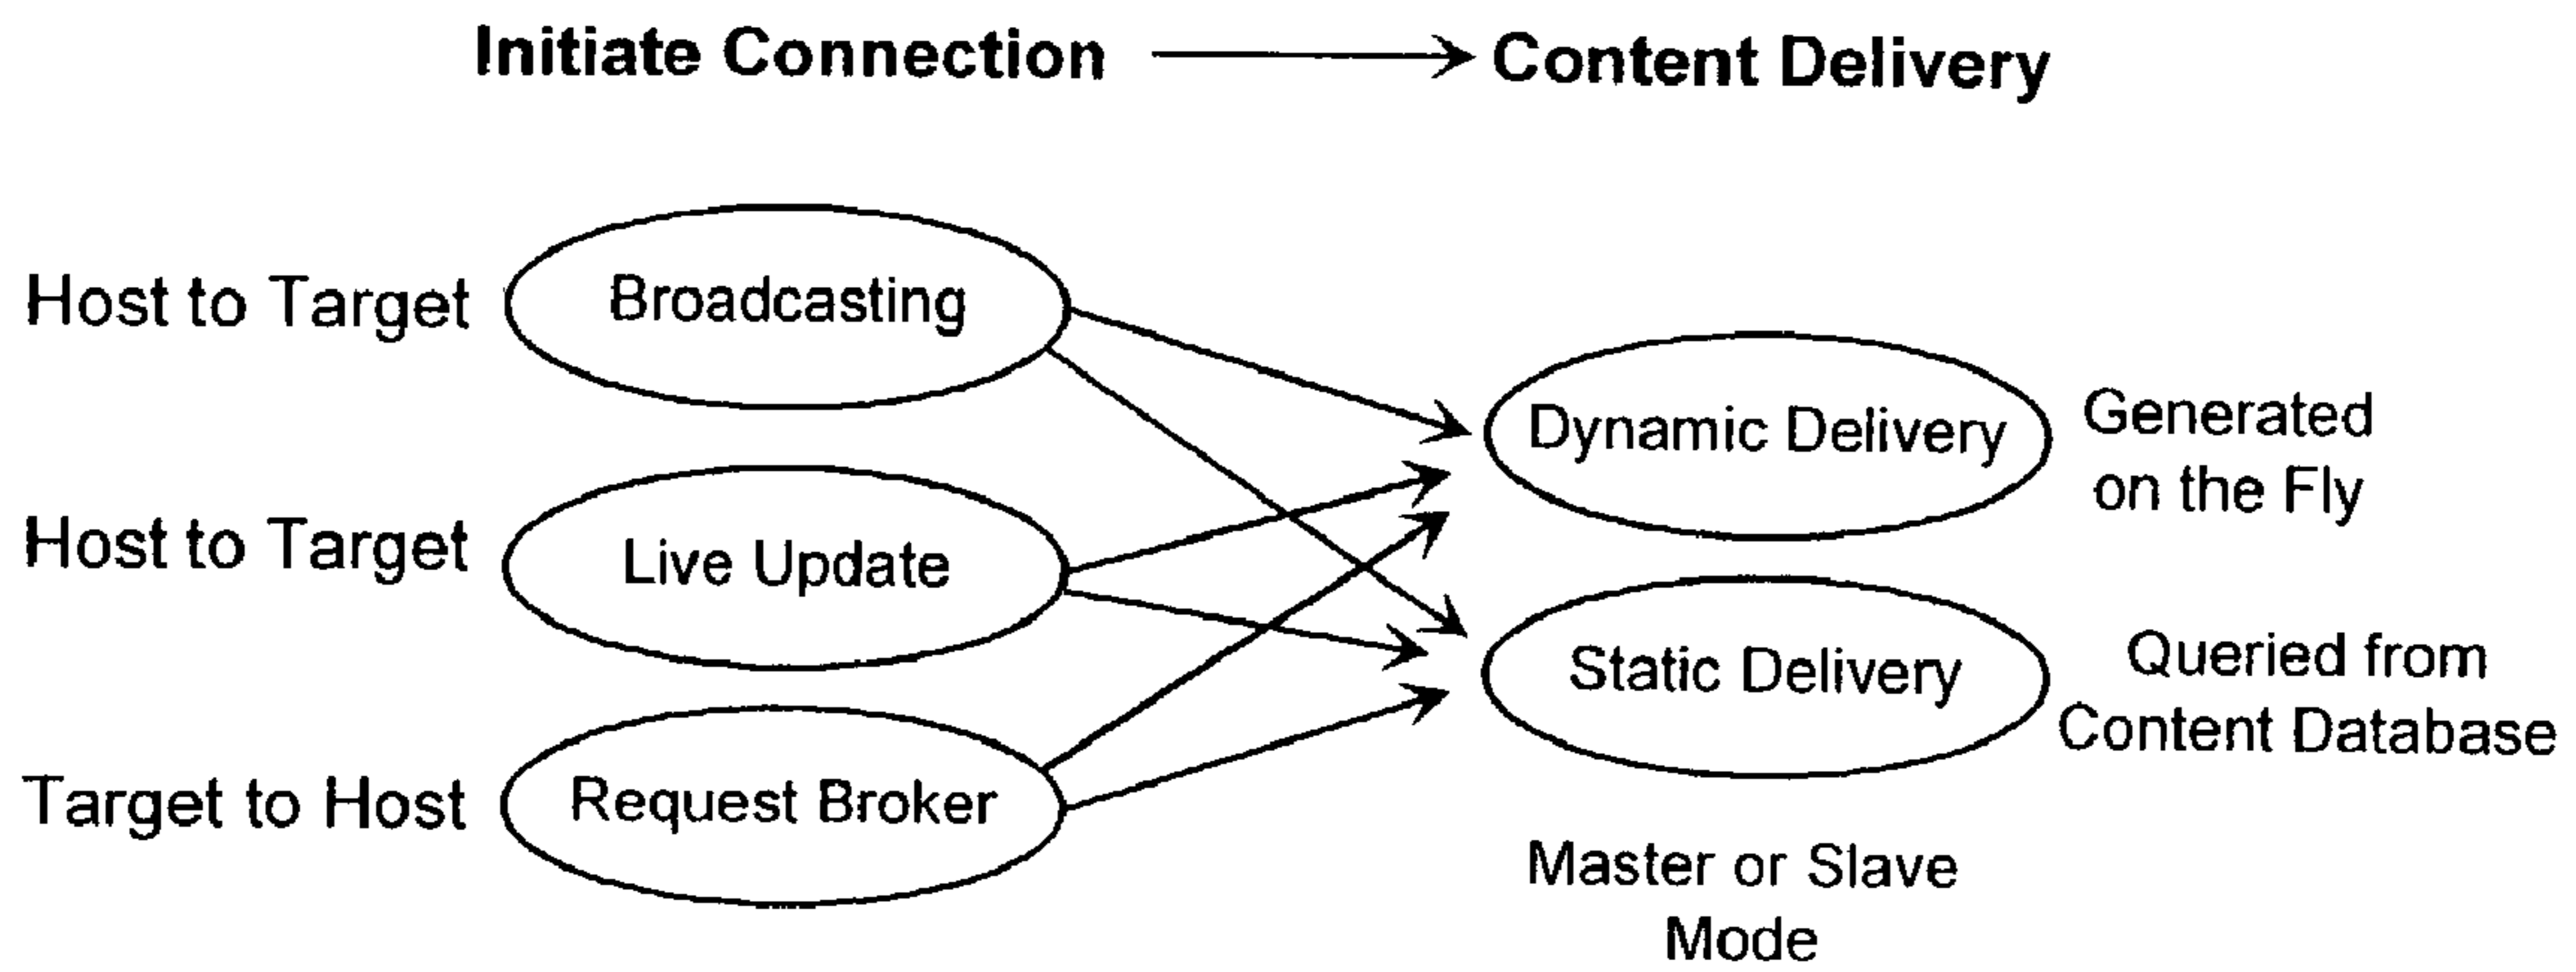 Initiate Connection
Content Delivery
Host to Target
Broadcasting
Dynamic Delivery
Generated
on the Fly
Host to Target
Live Update
Static Delivery
Queried from
Content Database
Target to Host
Request Broker
Master or Slave
Mode